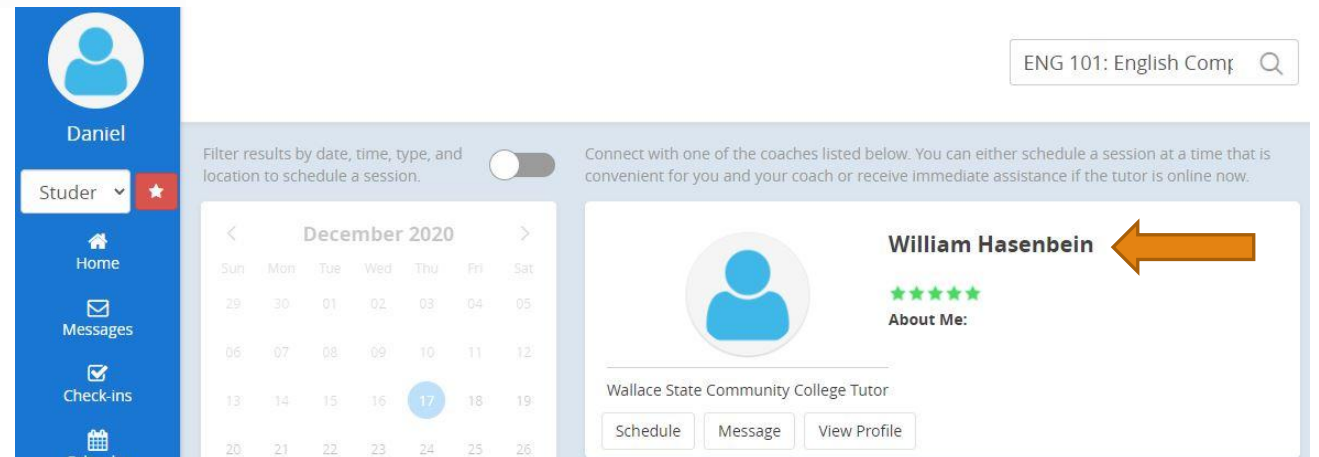 Daniel
Studer
Home
Messages
Check-ins
ENG 101: English Comp
Filter results by date, time, type, and
location to schedule a session.
December 2020
Sun Mon Tue Wed Thu Fri Sat
29 30 01 02 03 04 05
06 07 08 09 10 11 12
13 14 15 16 17 18 19
20 21 22 23 24 25 26
Connect with one of the coaches listed below. You can either schedule a session at a time that is
convenient for you and your coach or receive immediate assistance if the tutor is online now.
William Hasenbein
About Me:
Wallace State Community College Tutor
Schedule Message View Profile